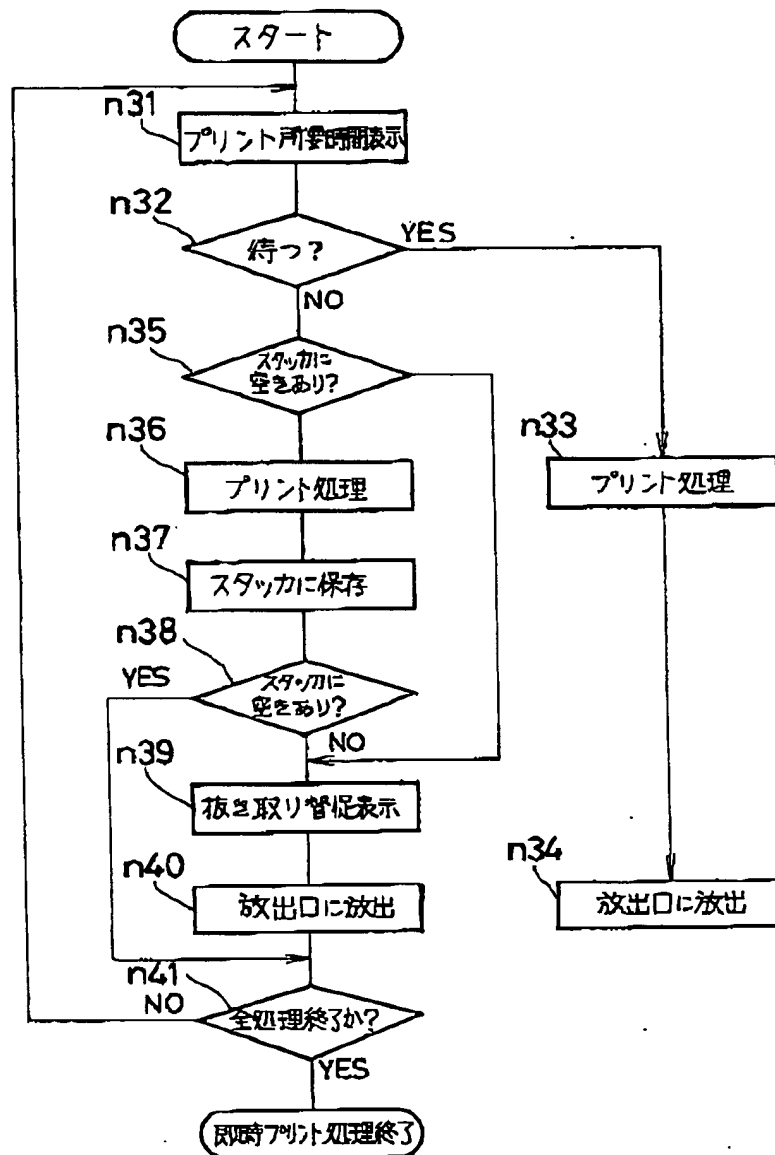 スタート
n31
プリント所要時間表示
n32
待つ?
YES
NO
n35
スタッカに
空きあり?
n36
プリント処理
n33
プリント処理
n37
スタッカに保存
n38
YES
スタッカに
空きあり?
NO
n39
抜き取り督促表示
n40
放出口に放出
n34
放出口に放出
n41
NO
全処理終了か?
YES
即時プリント処理終了